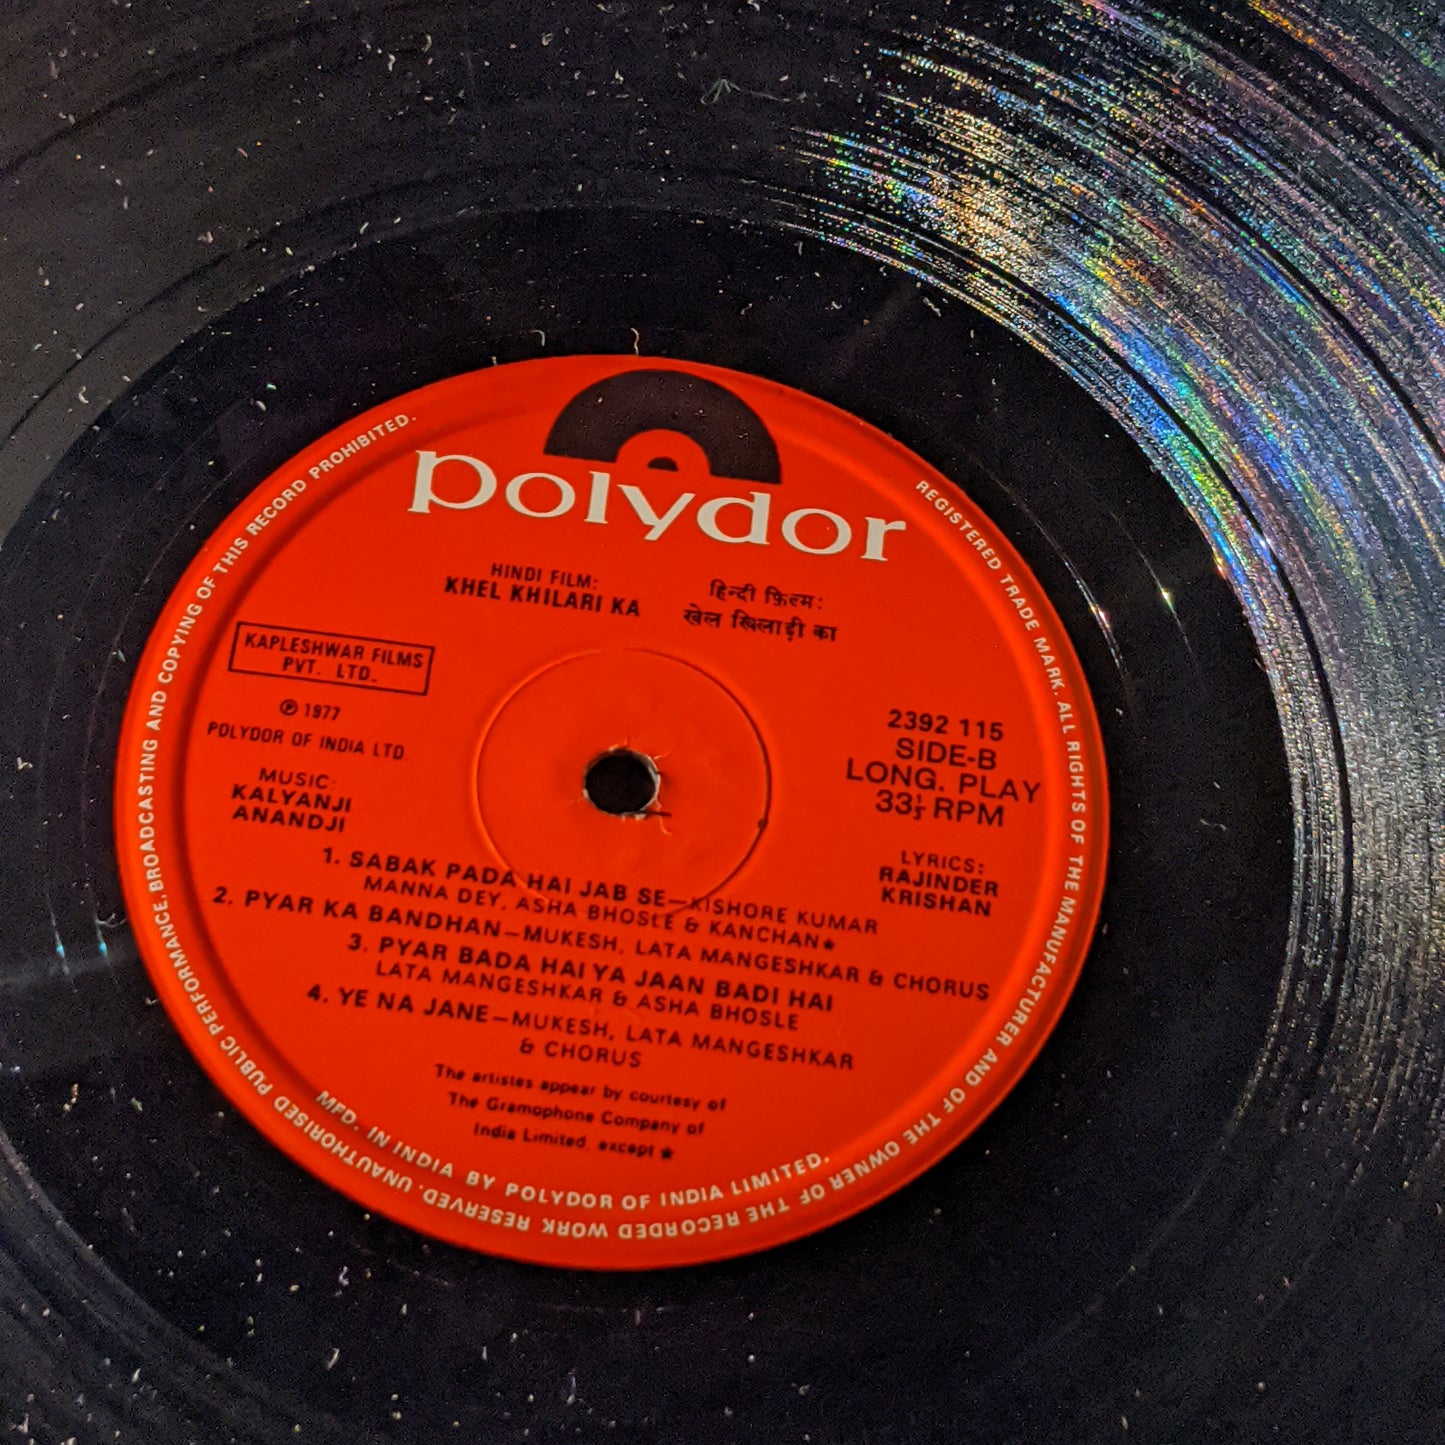 polydor
HINDI FILM:
KHEL KHILARI KA
हिन्दी फ़िल्म:
खेल खिलाड़ी का
KAPLESHWAR FILMS
PVT. LTD.
℗ 1977
POLYDOR OF INDIA LTD.
MUSIC:
KALYANJI
ANANDJI
2392 115
SIDE-B
LONG. PLAY
33⅓ RPM
LYRICS:
RAJINDER
KRISHAN
1. SABAK PADA HAI JAB SE—KISHORE KUMAR
MANNA DEY, ASHA BHOSLE & KANCHAN★
2. PYAR KA BANDHAN—MUKESH, LATA MANGESHKAR & CHORUS
3. PYAR BADA HAI YA JAAN BADI HAI
LATA MANGESHKAR & ASHA BHOSLE
4. YE NA JANE—MUKESH, LATA MANGESHKAR
& CHORUS
The artistes appear by courtesy of
The Gramophone Company of
India Limited, except ★
MFD. IN INDIA BY POLYDOR OF INDIA LIMITED.
REGISTERED TRADE MARK. ALL RIGHTS OF THE MANUFACTURER AND OF THE OWNER OF THE RECORDED WORK RESERVED. UNAUTHORISED PUBLIC PERFORMANCE, BROADCASTING AND COPYING OF THIS RECORD PROHIBITED.